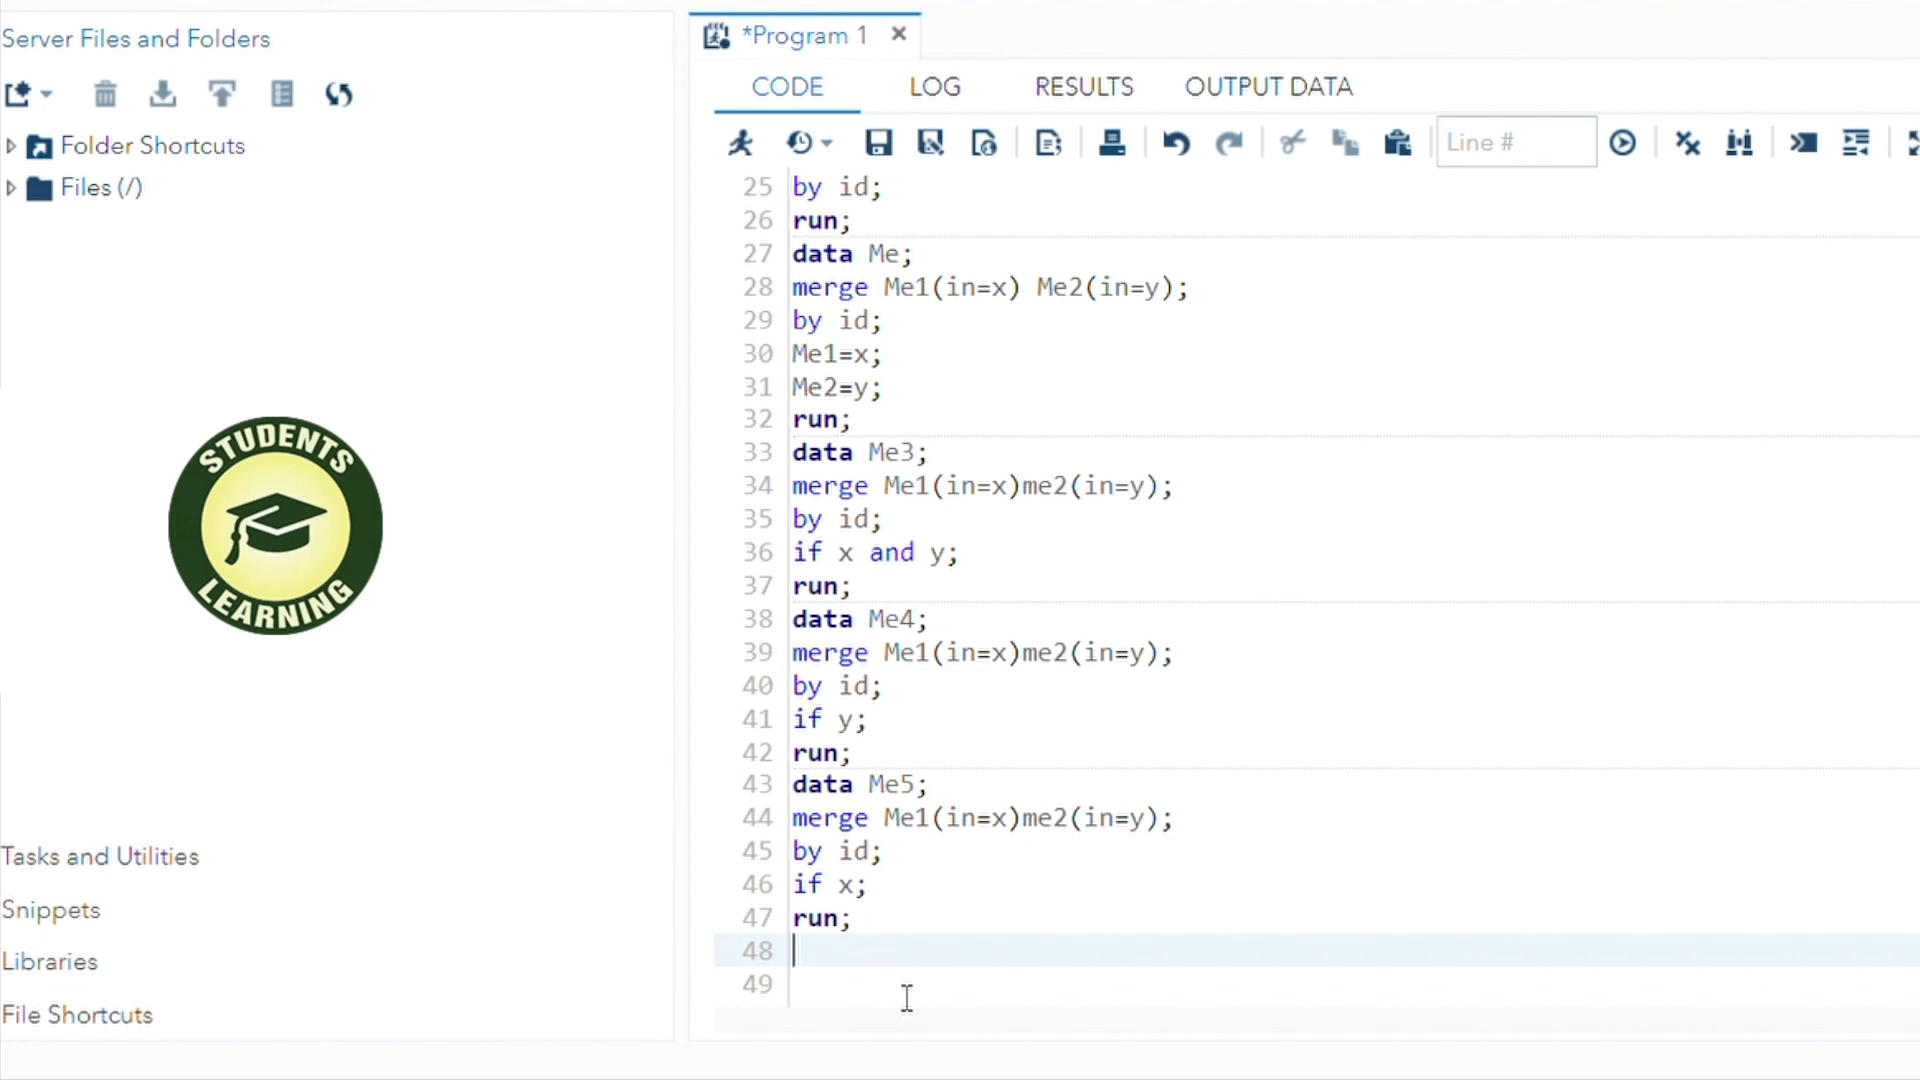 Server Files and Folders
Folder Shortcuts
Files (/)
STUDENTS
LEARNING
Tasks and Utilities
Snippets
Libraries
File Shortcuts
*Program 1
CODE LOG RESULTS OUTPUT DATA
Line #
25 by id;
26 run;
27 data Me;
28 merge Me1(in=x) Me2(in=y);
29 by id;
30 Me1=x;
31 Me2=y;
32 run;
33 data Me3;
34 merge Me1(in=x)me2(in=y);
35 by id;
36 if x and y;
37 run;
38 data Me4;
39 merge Me1(in=x)me2(in=y);
40 by id;
41 if y;
42 run;
43 data Me5;
44 merge Me1(in=x)me2(in=y);
45 by id;
46 if x;
47 run;
48
49